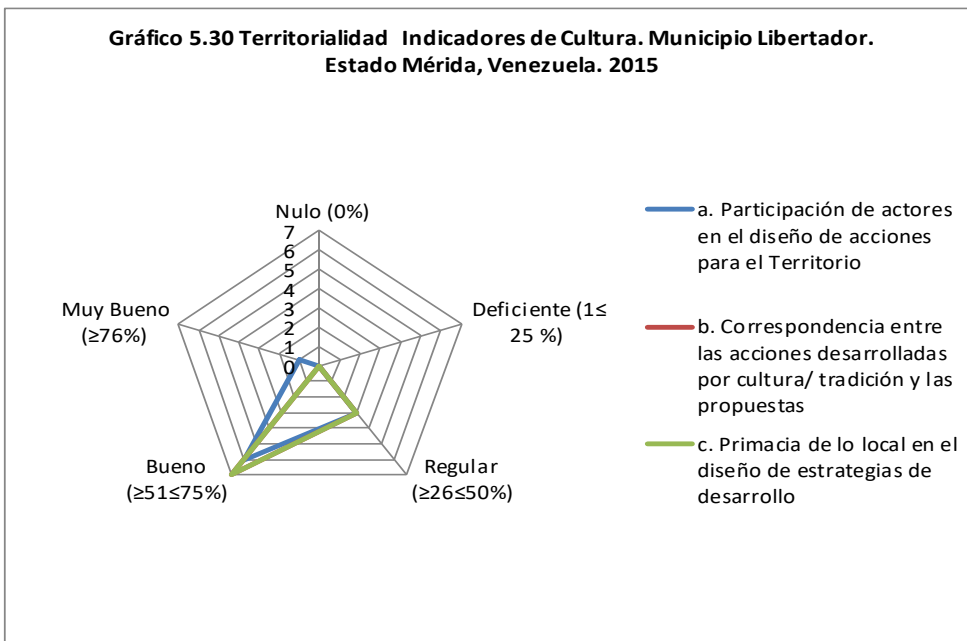 Gráfico 5.30 Territorialidad Indicadores de Cultura. Municipio Libertador.
Estado Mérida, Venezuela. 2015
Nulo (0%)
7
6
5
4
3
2
1
0
Deficiente (1≤
25 %)
Regular
(≥26≤50%)
Bueno
(≥51≤75%)
Muy Bueno
(≥76%)
a. Participación de actores
en el diseño de acciones
para el Territorio
b. Correspondencia entre
las acciones desarrolladas
por cultura/ tradición y las
propuestas
c. Primacia de lo local en el
diseño de estrategias de
desarrollo